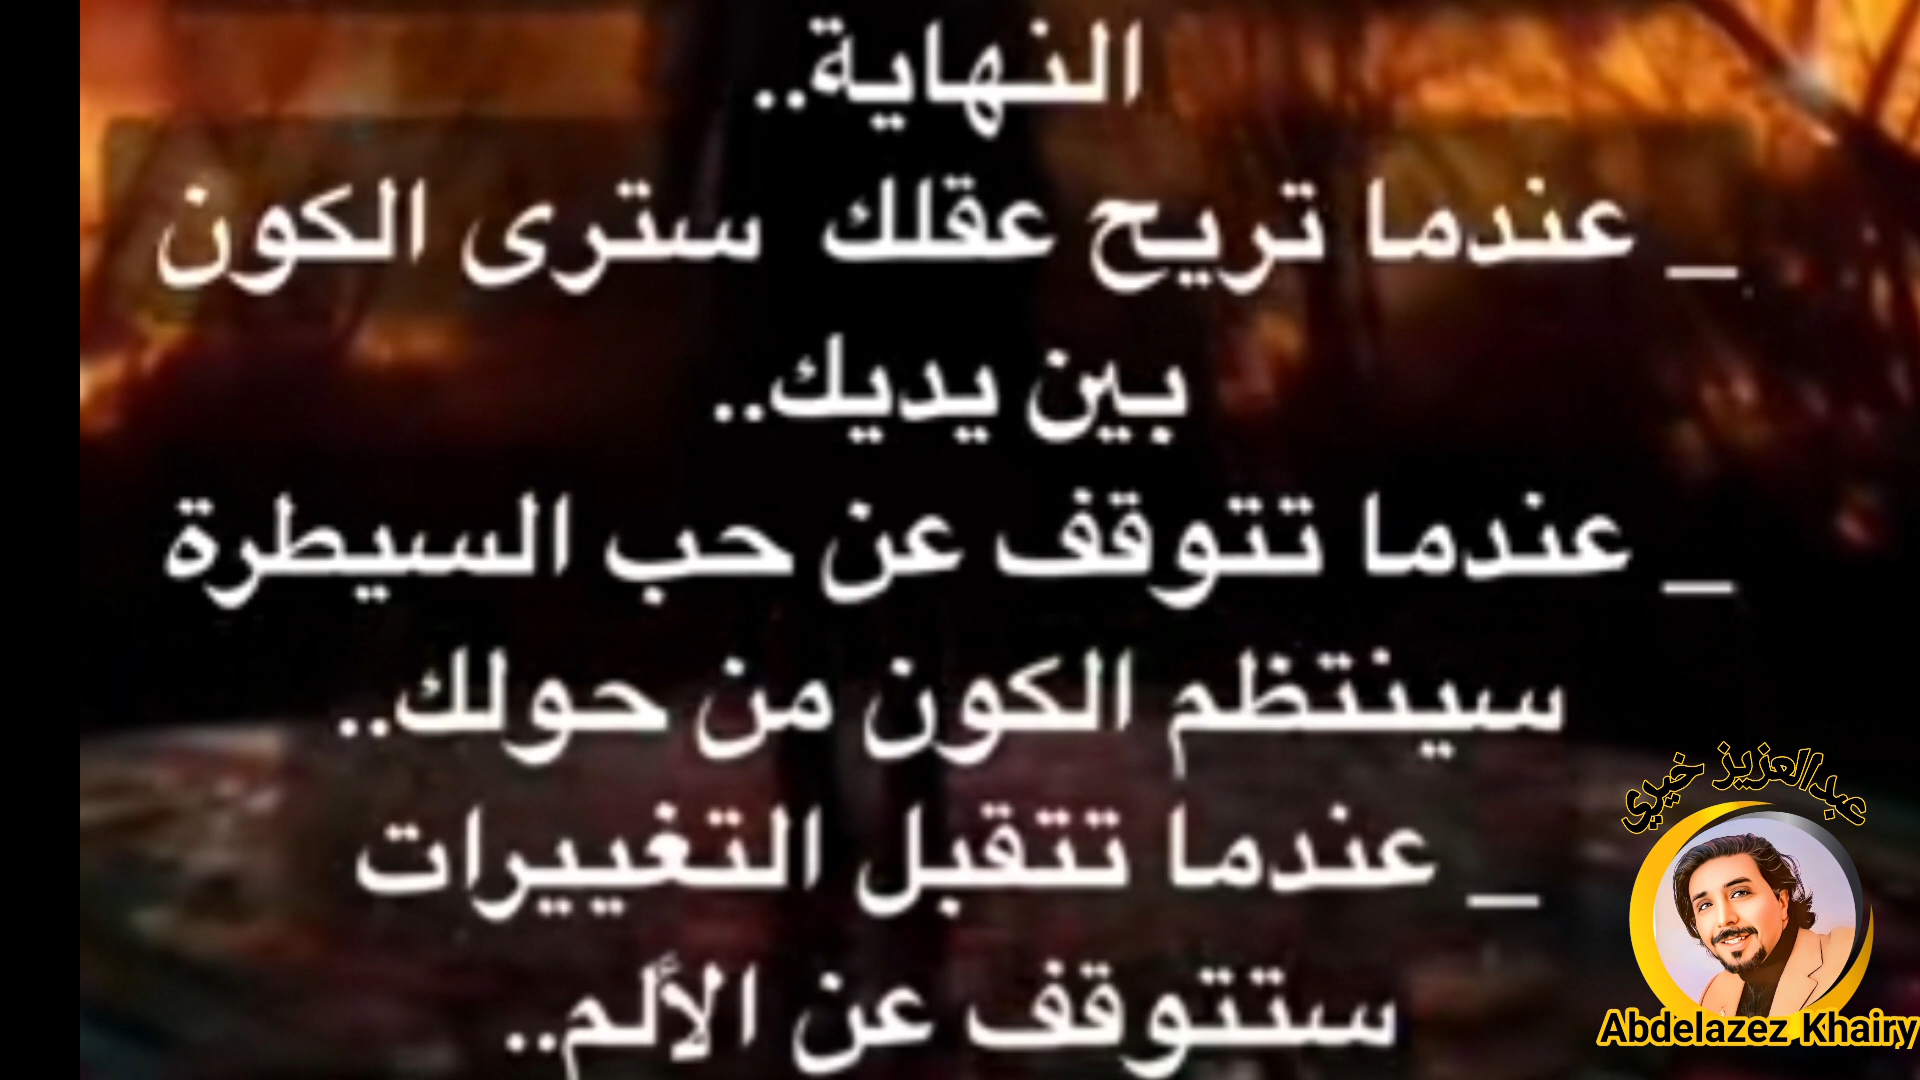 النهاية..
_ عندما تريح عقلك سترى الكون
بين يديك..
_ عندما تتوقف عن حب السيطرة
سينتظم الكون من حولك..
_ عندما تتقبل التغييرات
ستتوقف عن الألم..
عبدالعزيز خيري
Abdelazez Khairy